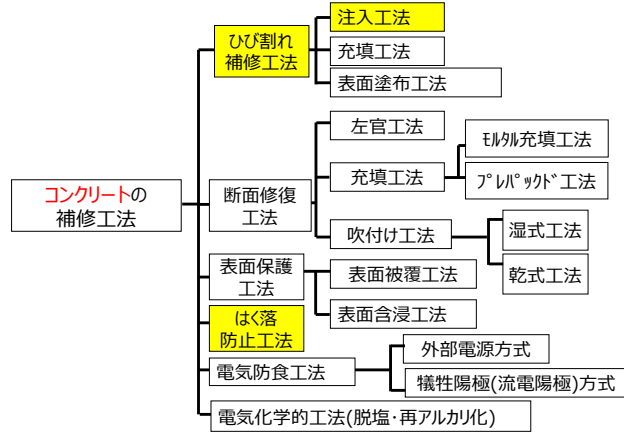 コンクリートの
補修工法
ひび割れ
補修工法
注入工法
充填工法
表面塗布工法
断面修復
工法
左官工法
充填工法
ﾓﾙﾀﾙ充填工法
ﾌﾟﾚﾊﾟｯｸﾄﾞ工法
吹付け工法
湿式工法
乾式工法
表面保護
工法
表面被覆工法
表面含浸工法
はく落
防止工法
電気防食工法
外部電源方式
犠牲陽極(流電陽極)方式
電気化学的工法(脱塩・再アルカリ化)